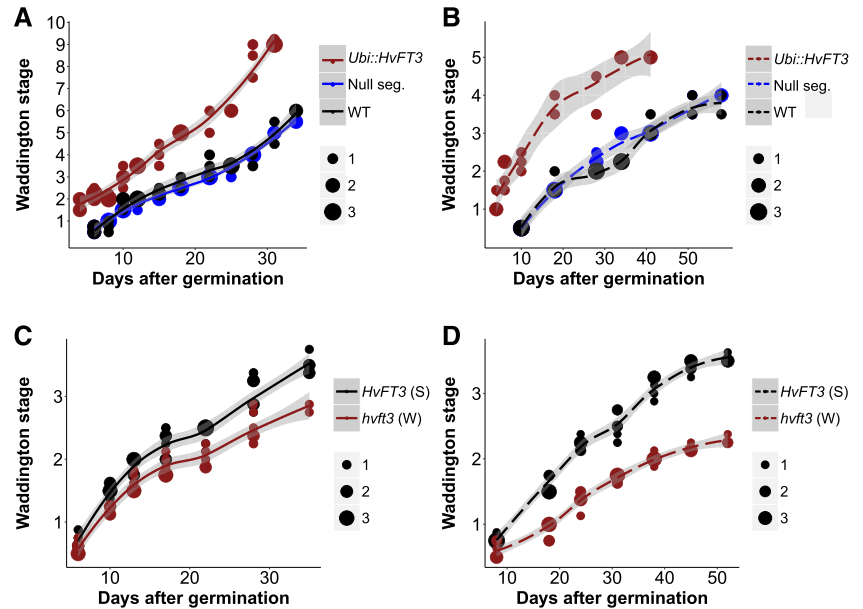 A
Waddington stage
10
9
8
7
6
5
4
3
2
1
10
20
30
Days after germination
Ubi::HvFT3
Null seg.
WT
1
2
3
B
Waddington stage
5
4
3
2
1
10
20
30
40
50
Days after germination
Ubi::HvFT3
Null seg.
WT
1
2
3
C
Waddington stage
3
2
1
10
20
30
Days after germination
HvFT3 (S)
hvft3 (W)
1
2
3
D
Waddington stage
3
2
1
10
20
30
40
50
Days after germination
HvFT3 (S)
hvft3 (W)
1
2
3